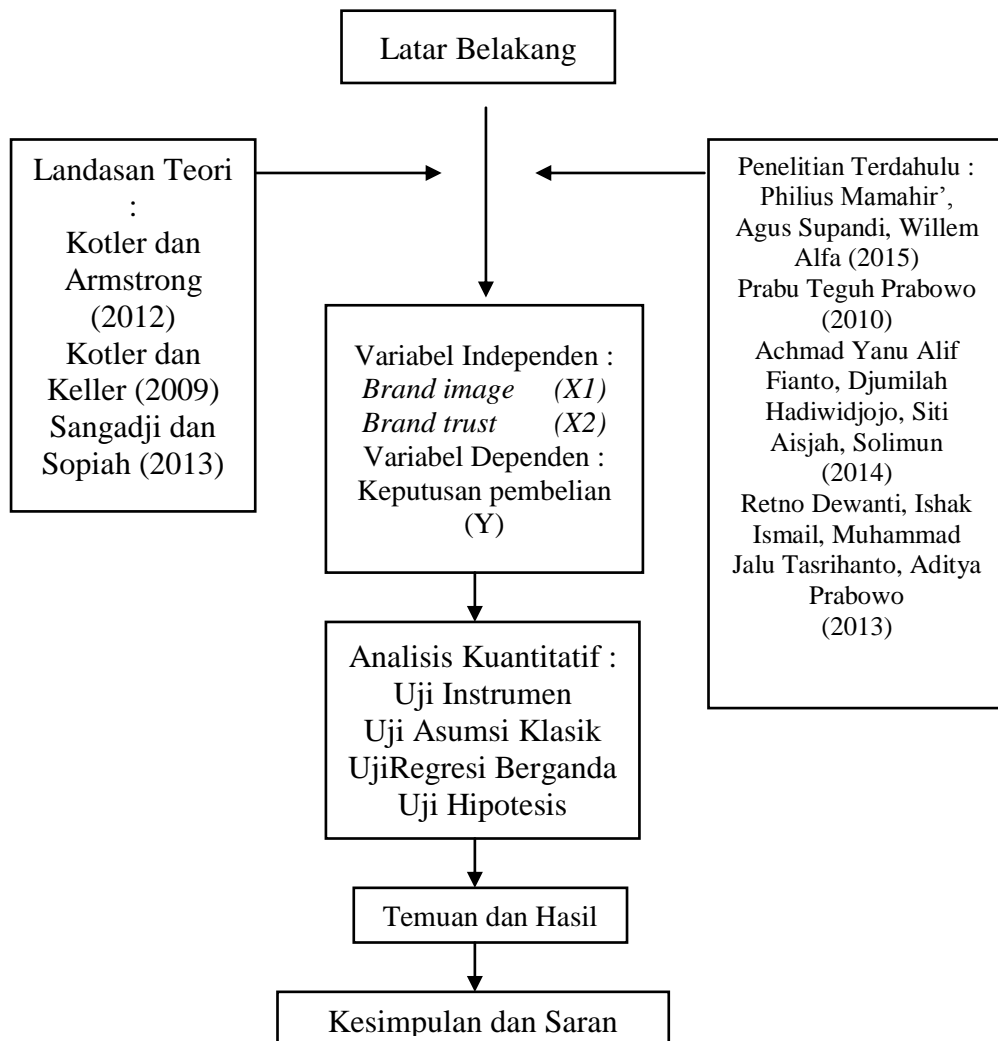 Latar Belakang
Landasan Teori
:
Kotler dan
Armstrong
(2012)
Kotler dan
Keller (2009)
Sangadji dan
Sopiah (2013)
Penelitian Terdahulu :
Philius Mamahir’,
Agus Supandi, Willem
Alfa (2015)
Prabu Teguh Prabowo
(2010)
Achmad Yanu Alif
Fianto, Djumilah
Hadiwidjojo, Siti
Aisjah, Solimun
(2014)
Retno Dewanti, Ishak
Ismail, Muhammad
Jalu Tasrihanto, Aditya
Prabowo
(2013)
Variabel Independen :
Brand image (X1)
Brand trust (X2)
Variabel Dependen :
Keputusan pembelian
(Y)
Analisis Kuantitatif :
Uji Instrumen
Uji Asumsi Klasik
UjiRegresi Berganda
Uji Hipotesis
Temuan dan Hasil
Kesimpulan dan Saran